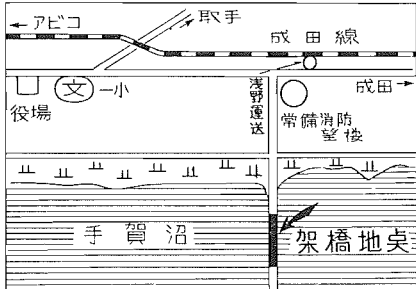 ←アビコ
取手
成田線
成田→
役場
文
一小
浅野運送
常備消防
望楼
手賀沼
架橋地点